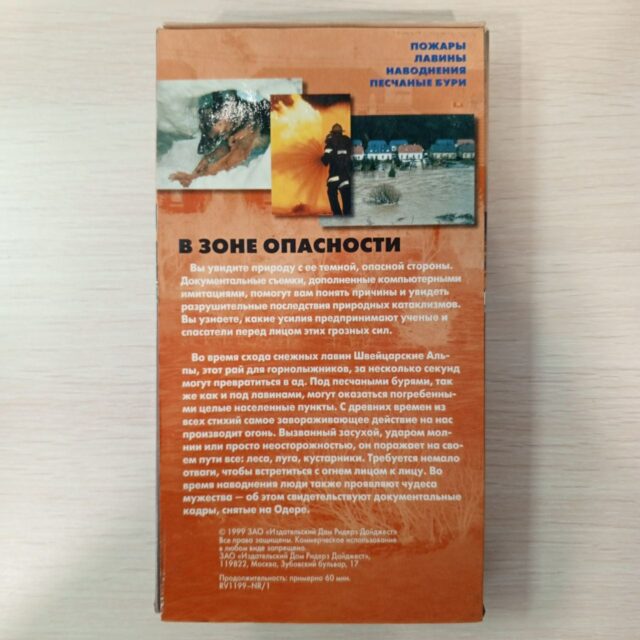 ПОЖАРЫ
ЛАВИНЫ
НАВОДНЕНИЯ
ПЕСЧАНЫЕ БУРИ
В ЗОНЕ ОПАСНОСТИ
Вы увидите природу с ее темной, опасной стороны.
Документальные съемки, дополненные компьютерными
имитациями, помогут вам понять причины и увидеть
разрушительные последствия природных катаклизмов.
Вы узнаете, какие усилия предпринимают ученые и
спасатели перед лицом этих грозных сил.
Во время схода снежных лавин Швейцарские Аль-
пы, этот рай для горнолыжников, за несколько секунд
могут превратиться в ад. Под песчаными бурями, так
же как и под лавинами, могут оказаться погребенны-
ми целые населенные пункты. С древних времен из
всех стихий самое завораживающее действие на нас
производит огонь. Вызванный засухой, ударом мол-
нии или просто неосторожностью, он поражает на сво-
ем пути все: леса, луга, кустарники. Требуется немало
отваги, чтобы встретиться с огнем лицом к лицу. Во
время наводнения люди также проявляют чудеса
мужества – об этом свидетельствуют документальные
кадры, снятые на Одере.
© 1999 ЗАО «Издательский Дом Ридерз Дайджест»
Все права защищены. Коммерческое использование
в любом виде запрещено.
ЗАО «Издательский Дом Ридерз Дайджест»,
119822, Москва, Зубовский бульвар, 17
Продолжительность: примерно 60 мин.
RV1199-NR/1